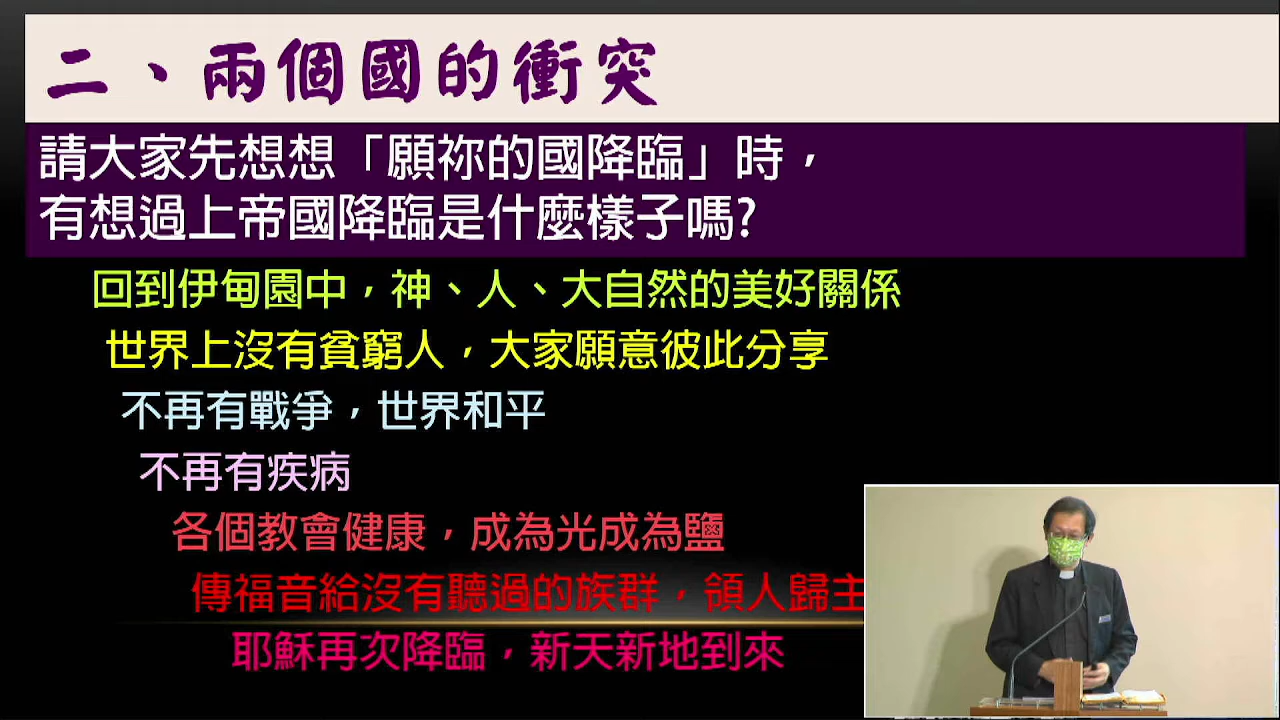 二、兩個國的衝突
請大家先想想「願祢的國降臨」時，
有想過上帝國降臨是什麼樣子嗎?
回到伊甸園中，神、人、大自然的美好關係
世界上沒有貧窮人，大家願意彼此分享
不再有戰爭，世界和平
不再有疾病
各個教會健康，成為光成為鹽
傳福音給沒有聽過的族群，領人歸主
耶穌再次降臨，新天新地到來